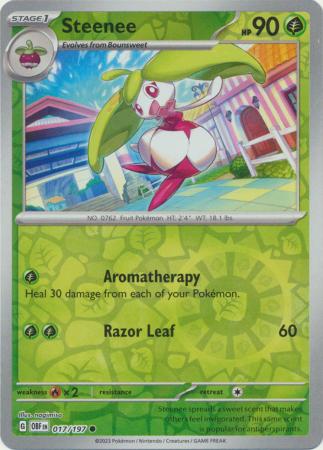 STAGE 1
Steenee
HP 90
Evolves from Bounsweet
NO. 0762 Fruit Pokémon HT: 2'4" WT: 18.1 lbs.
Aromatherapy
Heal 30 damage from each of your Pokémon.
Razor Leaf 60
weakness ×2 resistance retreat
Illus. nagimiso
G OBF EN 017/197
Steenee spreads a sweet scent that makes
others feel invigorated. This same scent is
popular for antiperspirants.
©2023 Pokémon / Nintendo / Creatures / GAME FREAK